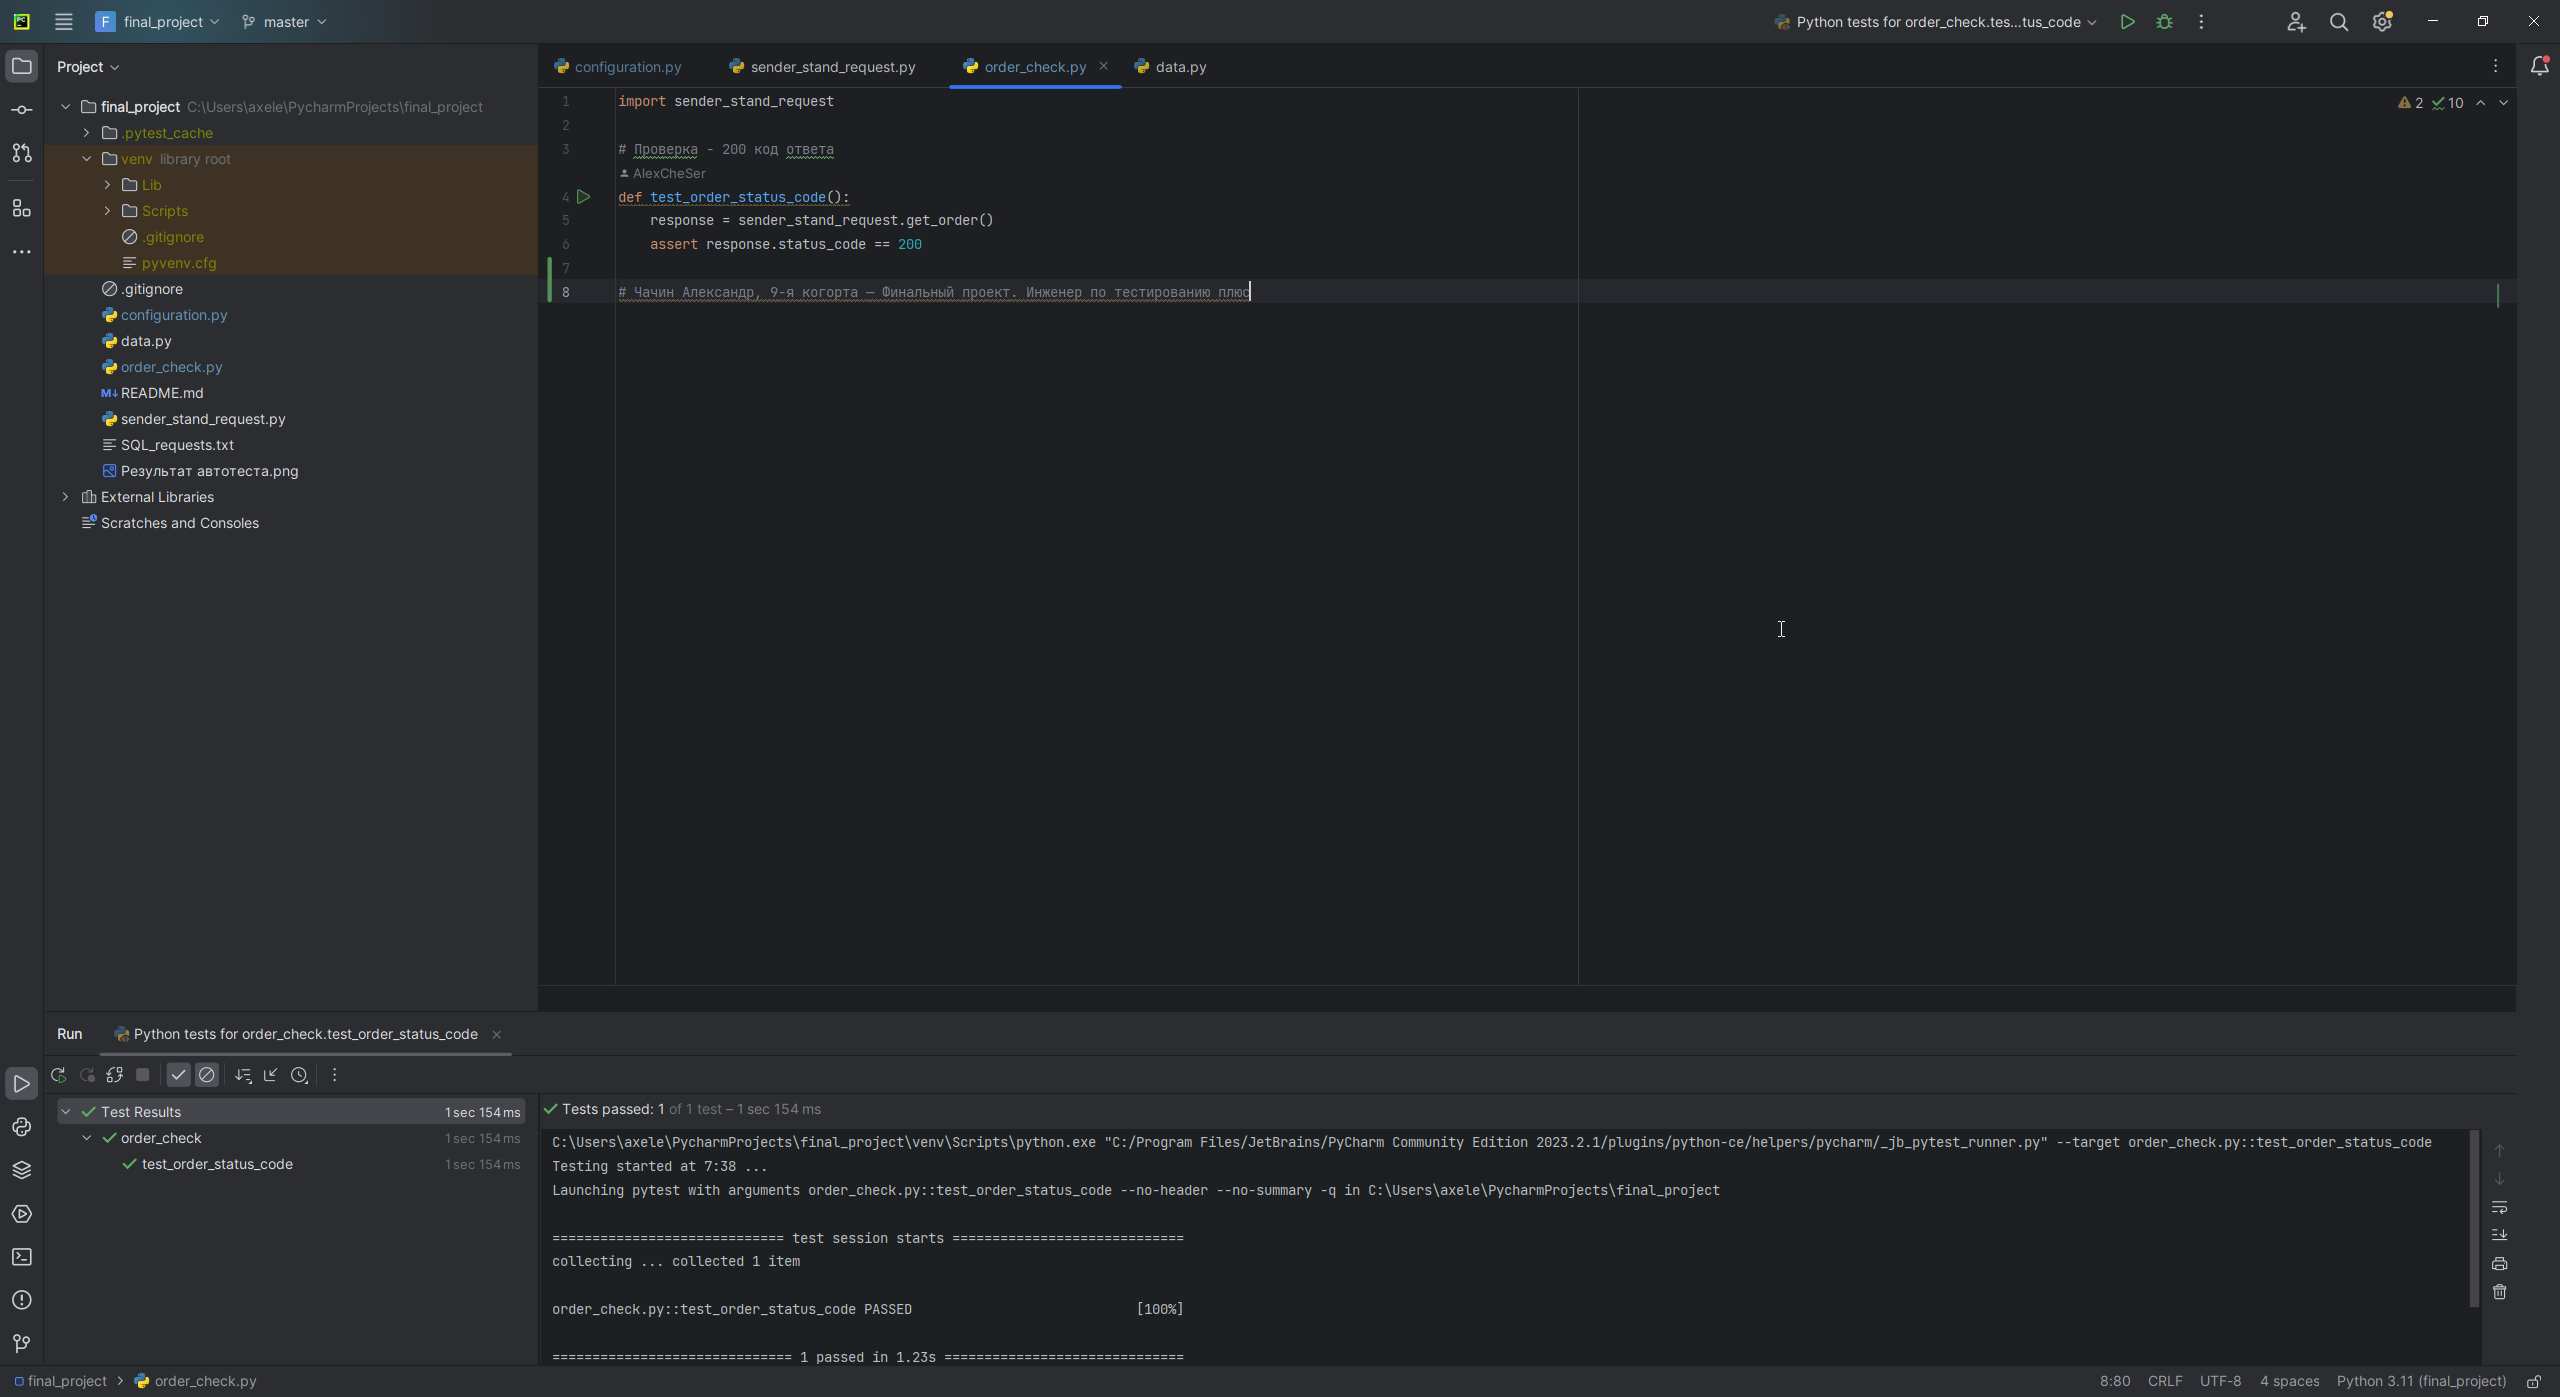 final_project
master
Python tests for order_check.tes...tus_code
Project
configuration.py
sender_stand_request.py
order_check.py
data.py
final_project C:\Users\axele\PycharmProjects\final_project
.pytest_cache
venv library root
Lib
Scripts
.gitignore
pyvenv.cfg
.gitignore
configuration.py
data.py
order_check.py
README.md
sender_stand_request.py
SQL_requests.txt
Результат автотеста.png
External Libraries
Scratches and Consoles
2 10
1 import sender_stand_request
2
3 # Проверка - 200 код ответа
AlexCheSer
4 def test_order_status_code():
5 response = sender_stand_request.get_order()
6 assert response.status_code == 200
7
8 # Чачин Александр, 9-я когорта — Финальный проект. Инженер по тестированию плюс
Run
Python tests for order_check.test_order_status_code
Test Results 1 sec 154 ms
order_check 1 sec 154 ms
test_order_status_code 1 sec 154 ms
Tests passed: 1 of 1 test – 1 sec 154 ms
C:\Users\axele\PycharmProjects\final_project\venv\Scripts\python.exe "C:/Program Files/JetBrains/PyCharm Community Edition 2023.2.1/plugins/python-ce/helpers/pycharm/_jb_pytest_runner.py" --target order_check.py::test_order_status_code
Testing started at 7:38 ...
Launching pytest with arguments order_check.py::test_order_status_code --no-header --no-summary -q in C:\Users\axele\PycharmProjects\final_project
============================= test session starts =============================
collecting ... collected 1 item
order_check.py::test_order_status_code PASSED [100%]
============================== 1 passed in 1.23s ==============================
final_project > order_check.py
8:80 CRLF UTF-8 4 spaces Python 3.11 (final_project)